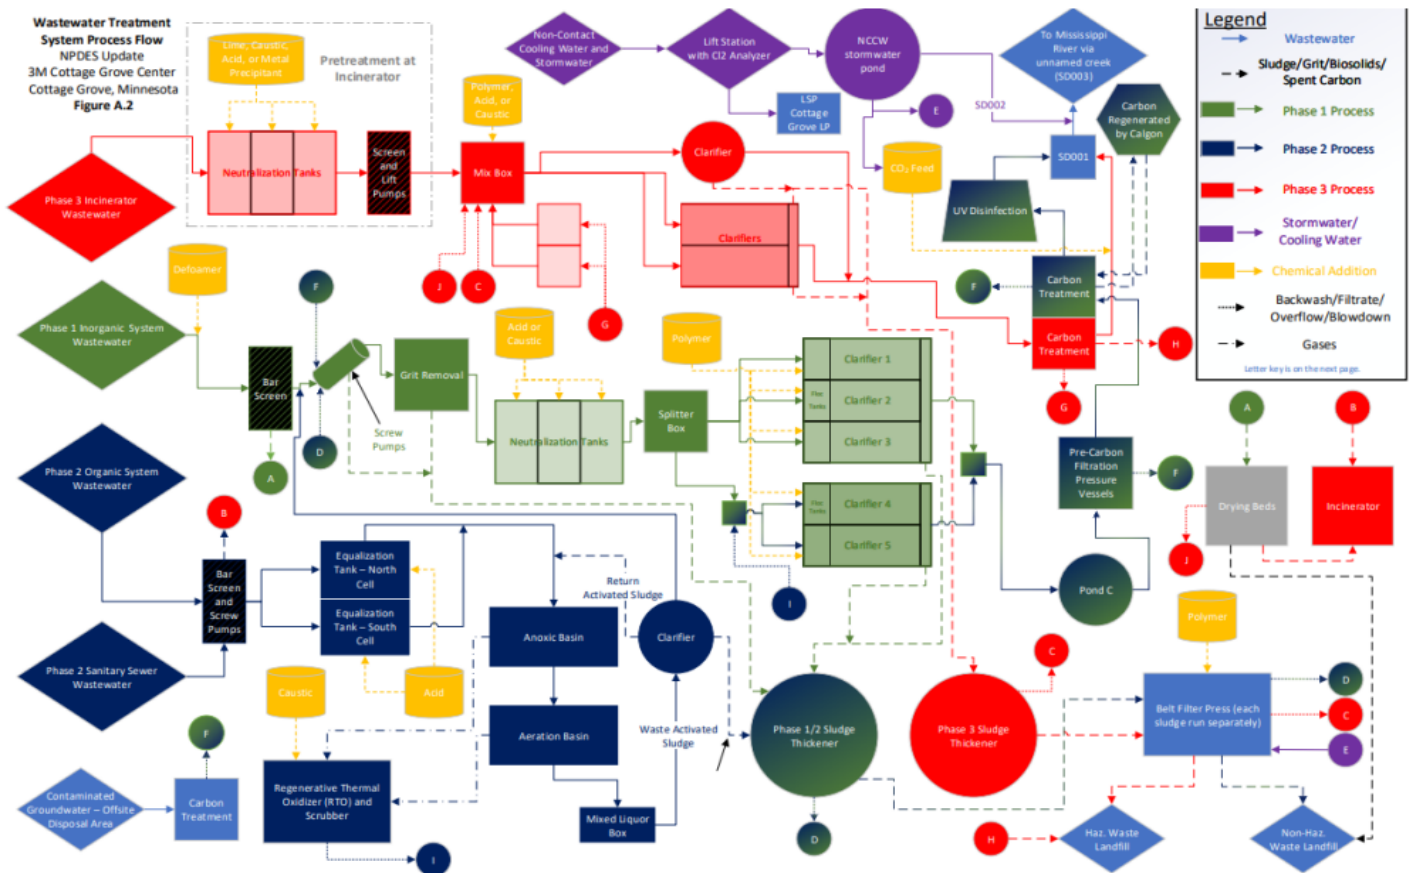 Wastewater Treatment
System Process Flow
NPDES Update
3M Cottage Grove Center
Cottage Grove, Minnesota
Figure A.2
Lime, Caustic,
Acid, or Metal
Precipitant
Pretreatment at
Incinerator
Neutralization Tanks
Screen
and
Lift
Pumps
Phase 3 Incinerator
Wastewater
Polymer,
Acid, or
Caustic
Mix Box
Clarifier
Clarifiers
J
C
G
Non-Contact
Cooling Water and
Stormwater
Lift Station
with Cl2 Analyzer
NCCW
stormwater
pond
LSP
Cottage
Grove LP
E
SD002
To Mississippi
River via
unnamed creek
(SD003)
Carbon
Regenerated
by Calgon
SD001
CO₂ Feed
UV Disinfection
Carbon
Treatment
F
Carbon
Treatment
H
G
Legend
Wastewater
Sludge/Grit/Biosolids/
Spent Carbon
Phase 1 Process
Phase 2 Process
Phase 3 Process
Stormwater/
Cooling Water
Chemical Addition
Backwash/Filtrate/
Overflow/Blowdown
Gases
Letter key is on the next page.
Defoamer
Phase 1 Inorganic System
Wastewater
Bar
Screen
A
F
D
Screw
Pumps
Grit Removal
Acid or
Caustic
Neutralization Tanks
Polymer
Splitter
Box
Clarifier 1
Floc
Tanks
Clarifier 2
Clarifier 3
Floc
Tanks
Clarifier 4
Clarifier 5
I
Pre-Carbon
Filtration
Pressure
Vessels
F
Pond C
A
B
Drying Beds
Incinerator
J
Phase 2 Organic System
Wastewater
B
Bar
Screen
and
Screw
Pumps
Equalization
Tank – North
Cell
Equalization
Tank – South
Cell
Phase 2 Sanitary Sewer
Wastewater
Caustic
Acid
Return
Activated Sludge
Anoxic Basin
Clarifier
Aeration Basin
Waste Activated
Sludge
Mixed Liquor
Box
Regenerative Thermal
Oxidizer (RTO) and
Scrubber
I
F
Contaminated
Groundwater – Offsite
Disposal Area
Carbon
Treatment
Phase 1/2 Sludge
Thickener
D
Phase 3 Sludge
Thickener
C
Polymer
Belt Filter Press (each
sludge run separately)
D
C
E
H
Haz. Waste
Landfill
Non-Haz.
Waste Landfill